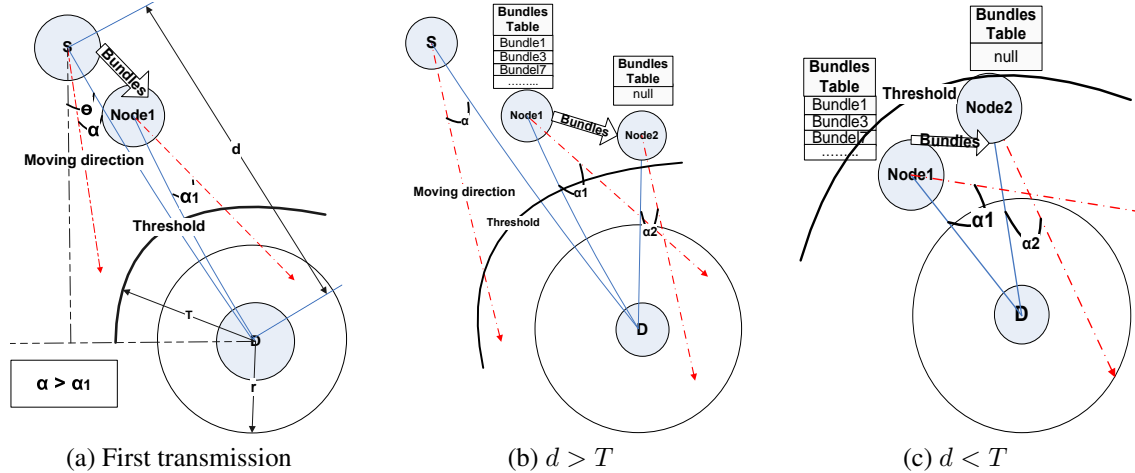 S
Bundles
Node1
ɵ
α
Moving direction
α1
d
Threshold
T
D
r
α > α1
(a) First transmission
S
Bundles
Table
Bundle1
Bundle3
Bundel7
.........
Bundles
Table
null
Node1
Bundles
Node2
α
α1
Moving direction
Threshold
α2
D
(b) d > T
Bundles
Table
null
Bundles
Table
Bundle1
Bundle3
Bundel7
.........
Threshold
Node2
Bundles
Node1
α1
α2
D
(c) d < T